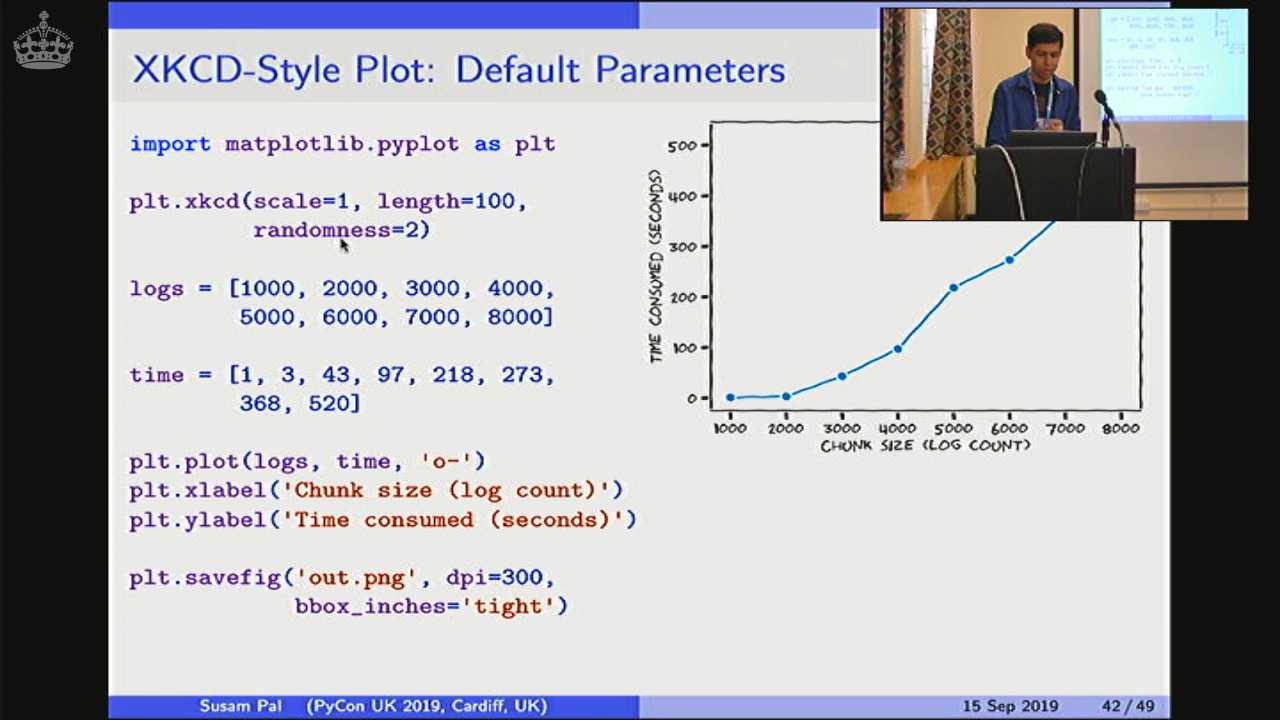 XKCD-Style Plot: Default Parameters
import matplotlib.pyplot as plt
plt.xkcd(scale=1, length=100,
randomness=2)
logs = [1000, 2000, 3000, 4000,
5000, 6000, 7000, 8000]
time = [1, 3, 43, 97, 218, 273,
368, 520]
plt.plot(logs, time, 'o-')
plt.xlabel('Chunk size (log count)')
plt.ylabel('Time consumed (seconds)')
plt.savefig('out.png', dpi=300,
bbox_inches='tight')
TIME CONSUMED (SECONDS)
500
400
300
200
100
0
1000 2000 3000 4000 5000 6000 7000 8000
CHUNK SIZE (LOG COUNT)
Susam Pal (PyCon UK 2019, Cardiff, UK) 15 Sep 2019 42 / 49